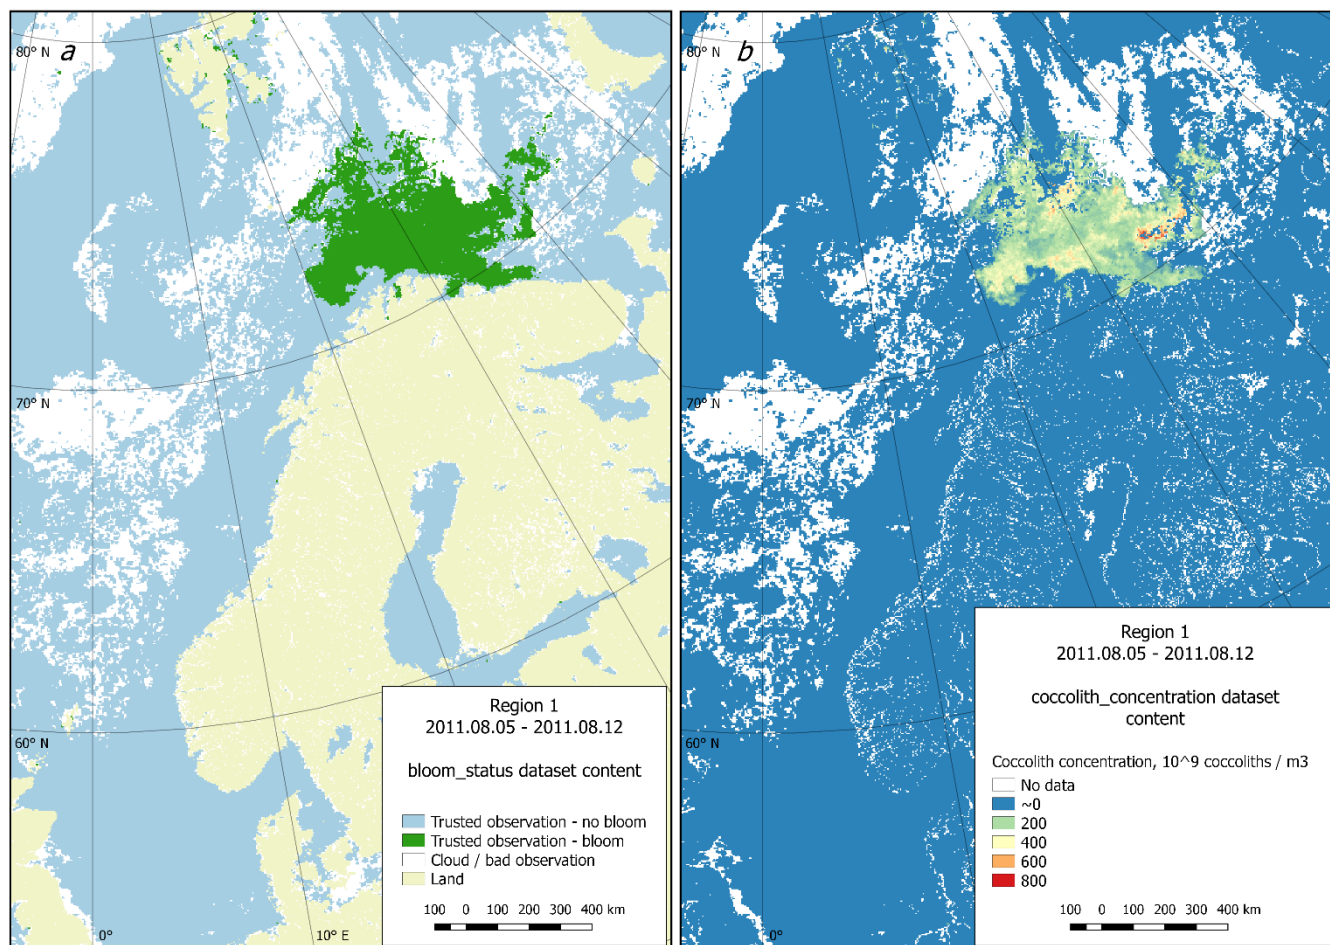 80° N
a
70° N
60° N
0°
10° E
Region 1
2011.08.05 - 2011.08.12
bloom_status dataset content
Trusted observation - no bloom
Trusted observation - bloom
Cloud / bad observation
Land
100 0 100 200 300 400 km
80° N
b
70° N
60° N
0°
Region 1
2011.08.05 - 2011.08.12
coccolith_concentration dataset
content
Coccolith concentration, 10^9 coccoliths / m3
No data
~0
200
400
600
800
100 0 100 200 300 400 km